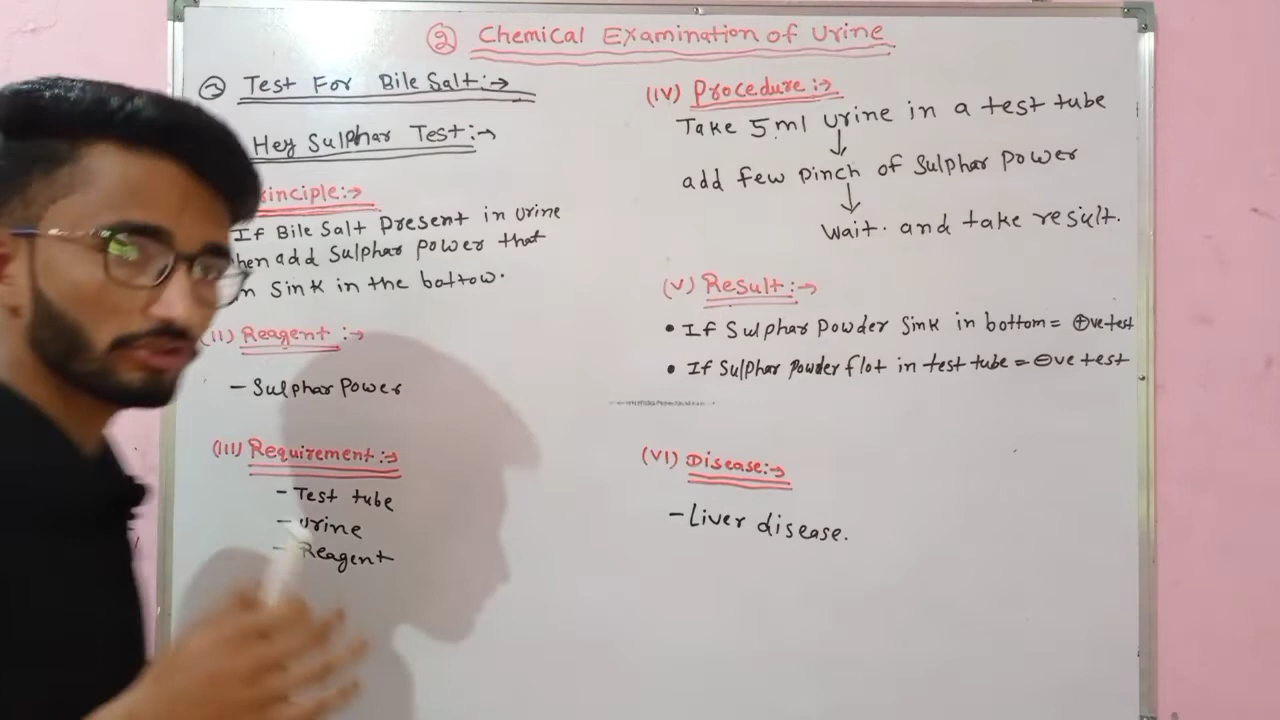 ② Chemical Examination of Urine
Test For Bile Salt:→
Hey Sulphar Test:→
If Bile Salt Present in urine
add Sulphar power that
Sink in the bottow.
(II) Reagent:→
- Sulphar power
(III) Requirement:→
- Test tube
- Urine
- Reagent
(IV) Procedure:→
Take 5ml urine in a test tube
↓
add few pinch of Sulphar power
↓
wait. and take result.
(V) Result:→
• If Sulphar powder Sink in bottom = ⊕ve test
• If Sulphar powder flot in test tube = ⊖ve test
(VI) Disease:→
- Liver disease.